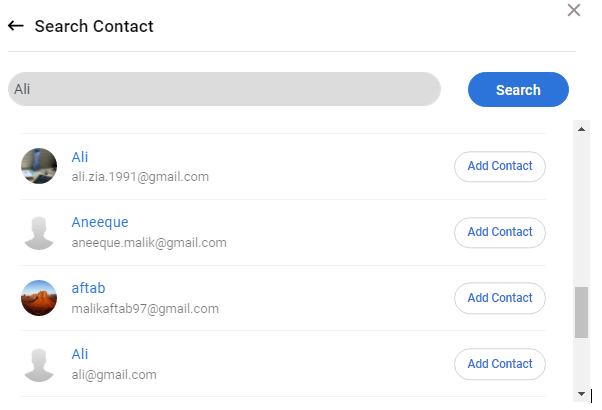 Search Contact
Ali
Search
Ali
ali.zia.1991@gmail.com
Add Contact
Aneeque
aneeque.malik@gmail.com
Add Contact
aftab
malikaftab97@gmail.com
Add Contact
Ali
ali@gmail.com
Add Contact